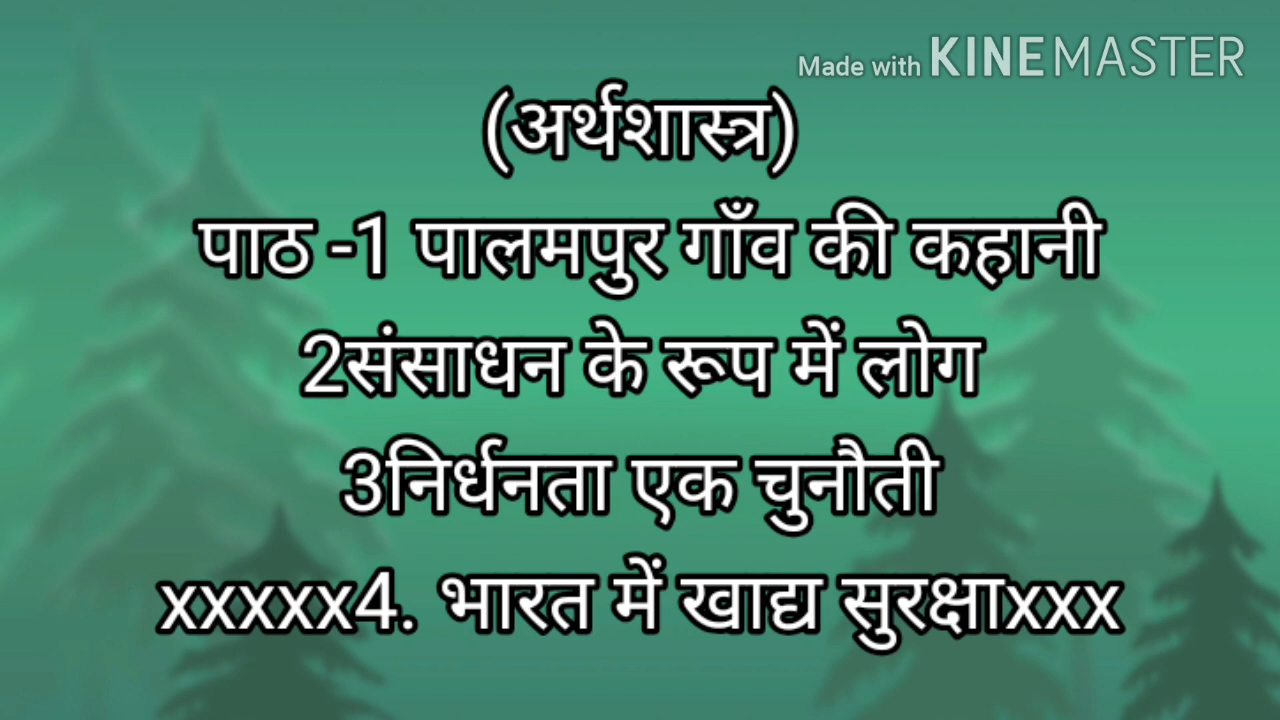 Made with KINEMASTER
(अर्थशास्त्र)
पाठ -1 पालमपुर गाँव की कहानी
2संसाधन के रूप में लोग
3निर्धनता एक चुनौती
xxxxx4. भारत में खाद्य सुरक्षाxxx